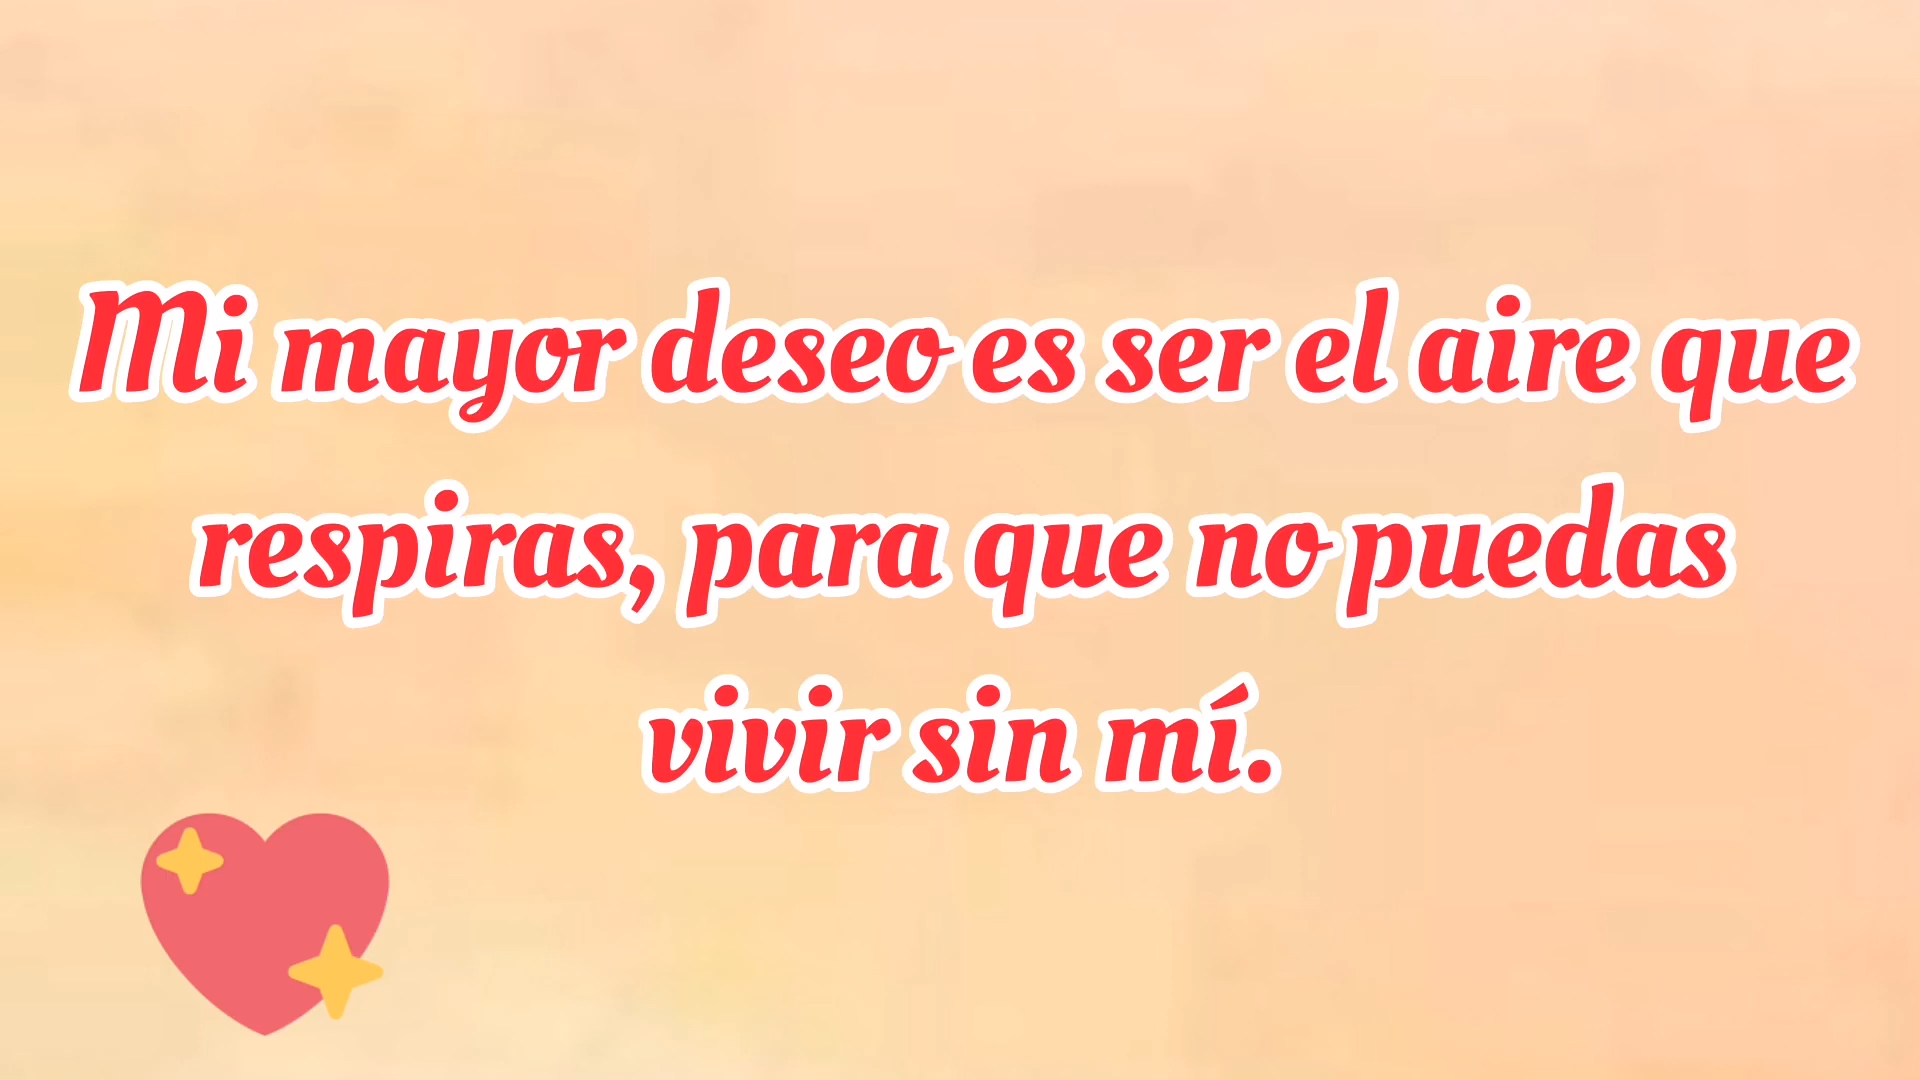 Mi mayor deseo es ser el aire que
respiras, para que no puedas
vivir sin mí.